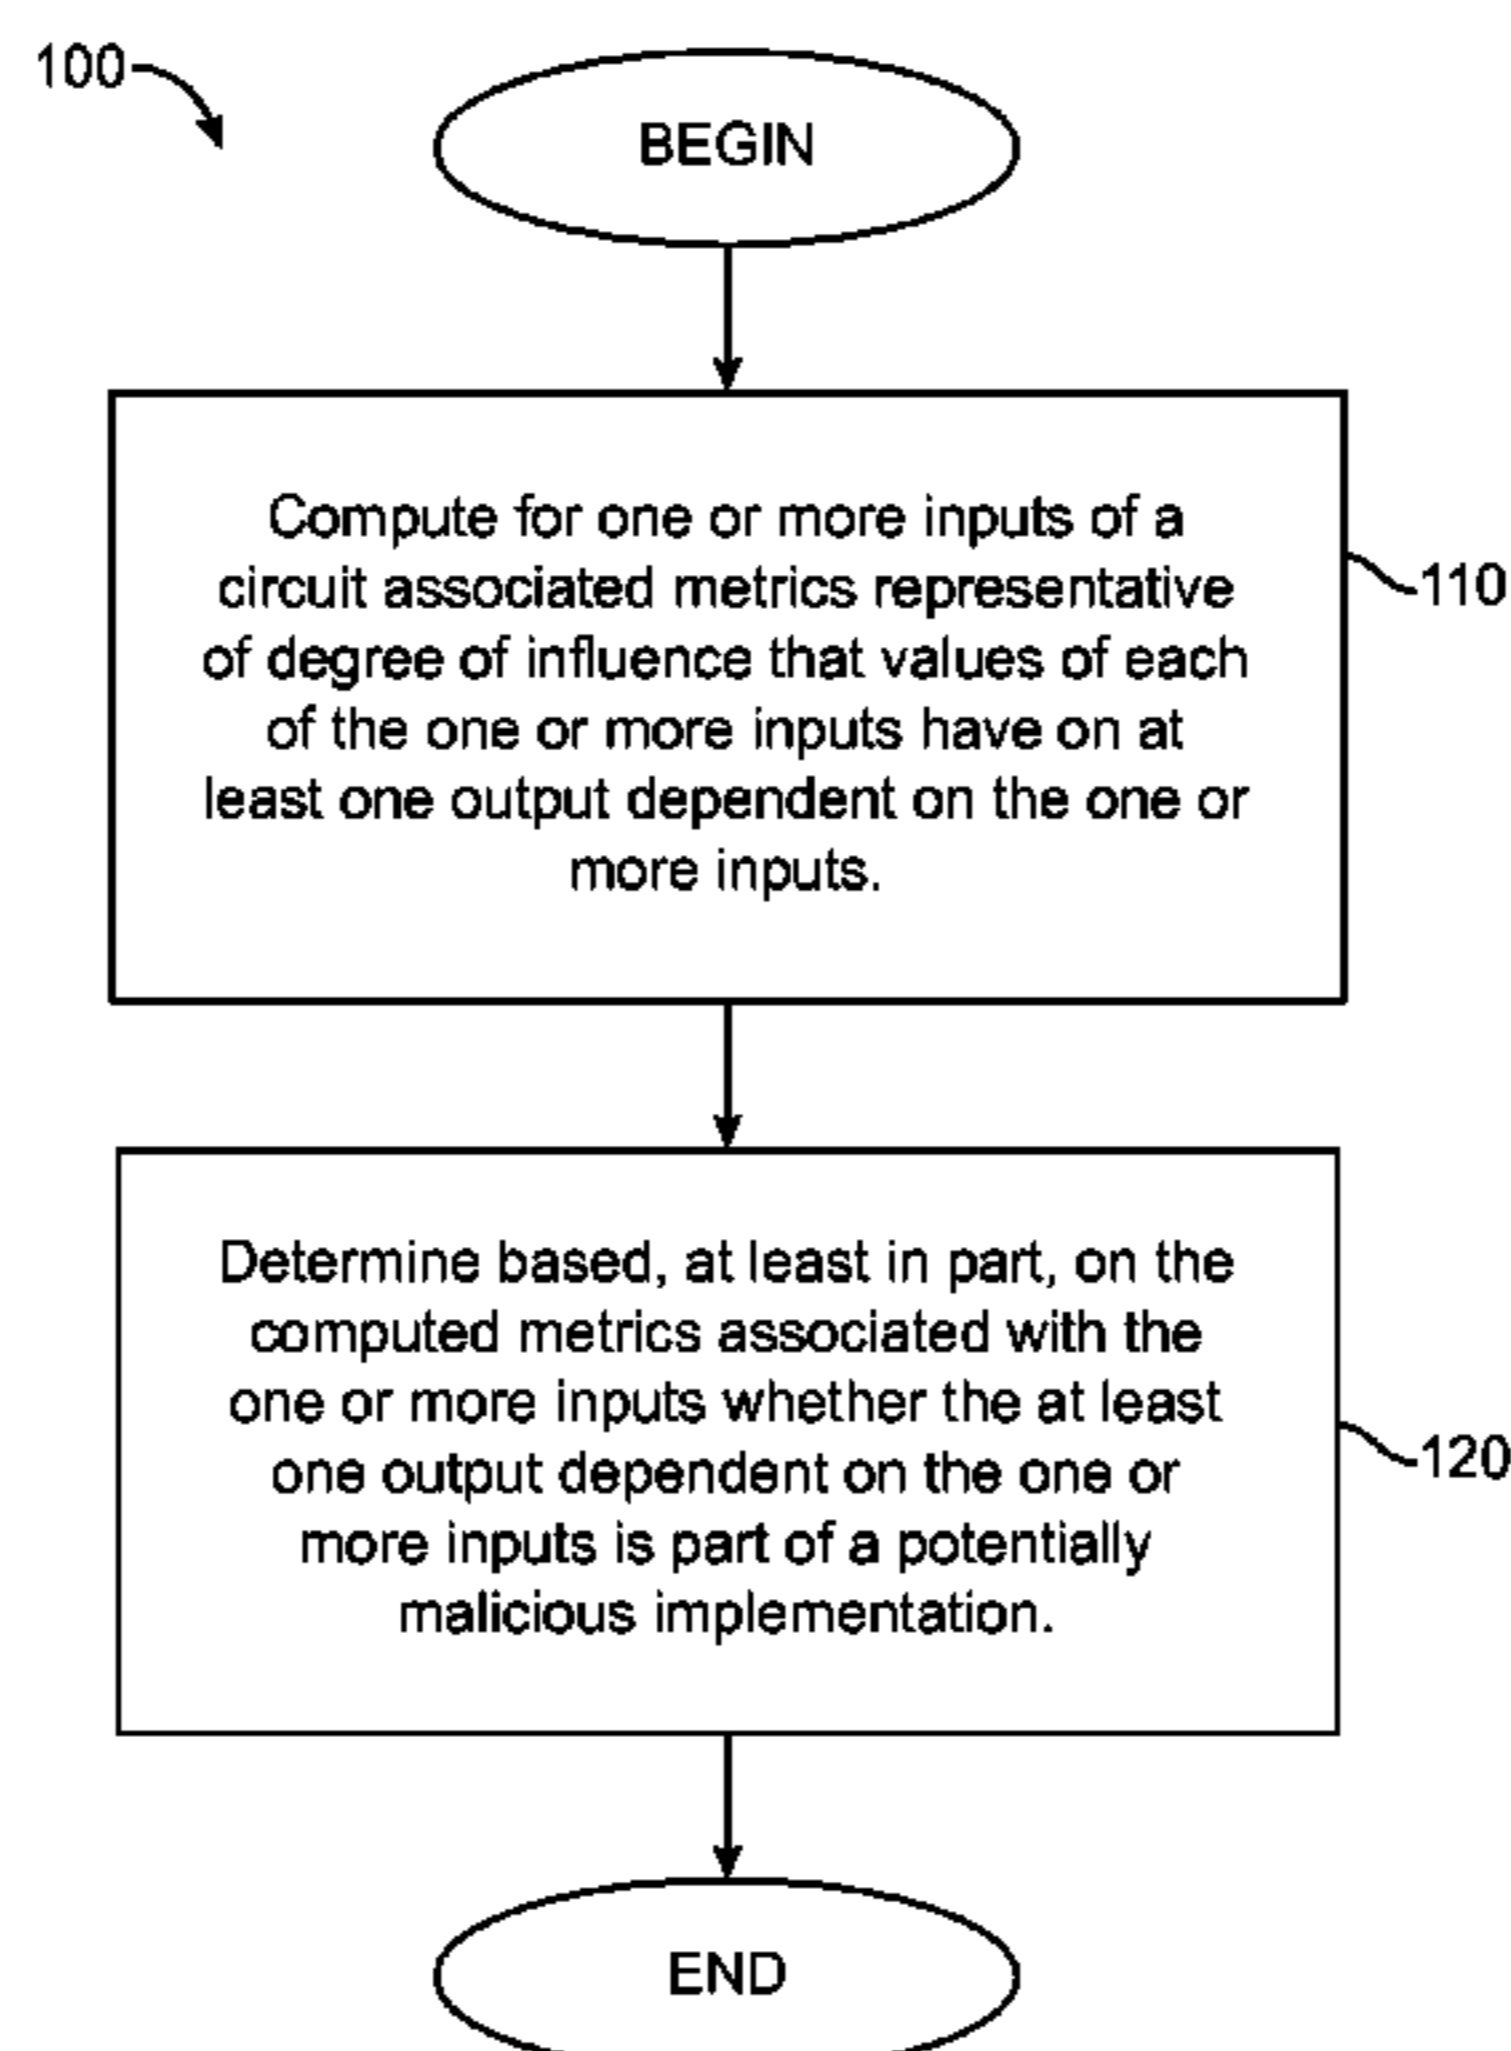 100
BEGIN
Compute for one or more inputs of a
circuit associated metrics representative
of degree of influence that values of each
of the one or more inputs have on at
least one output dependent on the one or
more inputs.
110
Determine based, at least in part, on the
computed metrics associated with the
one or more inputs whether the at least
one output dependent on the one or
more inputs is part of a potentially
malicious implementation.
120
END